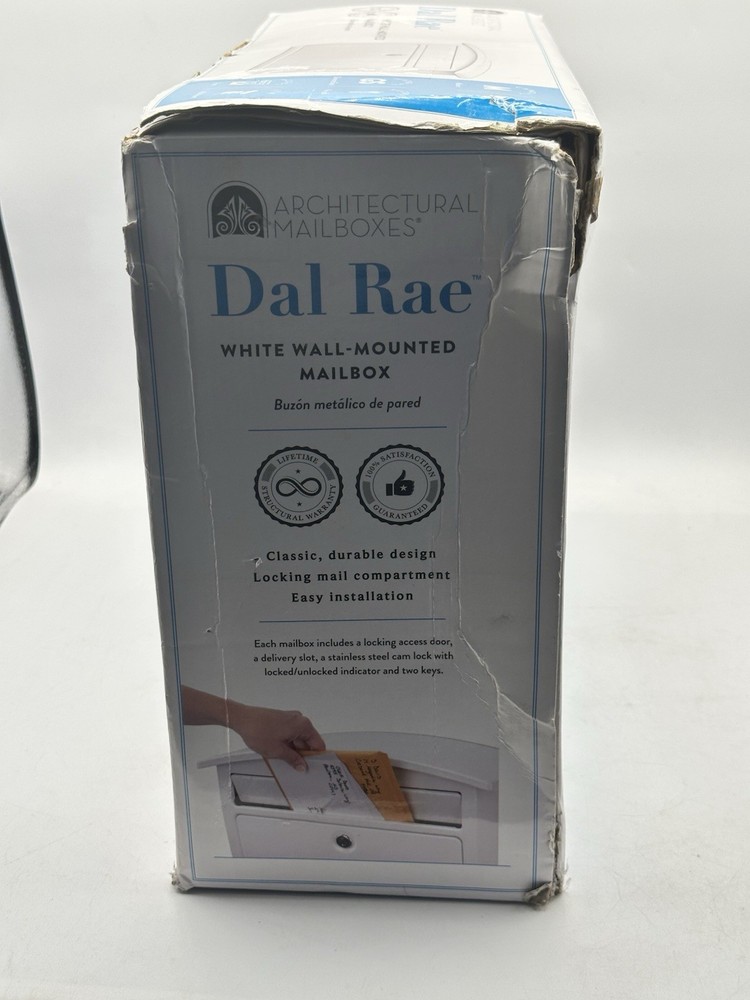 Dal Rae
ARCHITECTURAL
MAILBOXES®
Dal Rae™
WHITE WALL-MOUNTED
MAILBOX
Buzón metálico de pared
LIFETIME
STRUCTURAL WARRANTY
100% SATISFACTION
GUARANTEED
Classic, durable design
Locking mail compartment
Easy installation
Each mailbox includes a locking access door,
a delivery slot, a stainless steel cam lock with
locked/unlocked indicator and two keys.